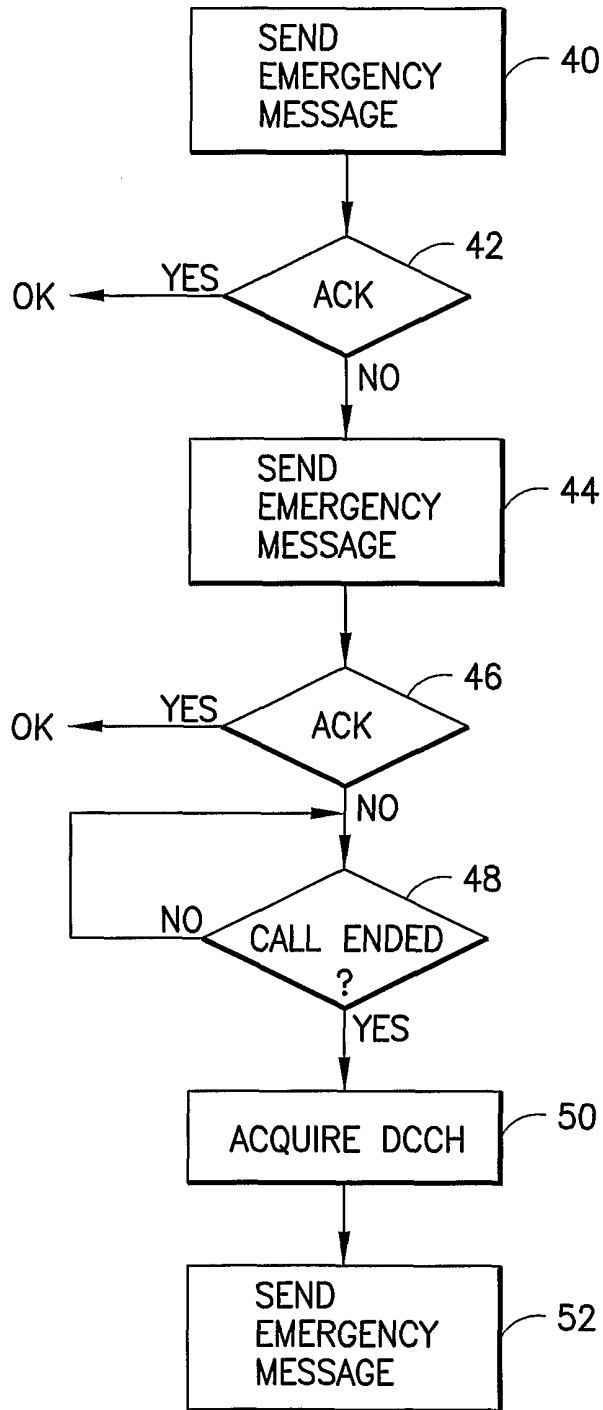 SEND
EMERGENCY
MESSAGE
40
42
YES
OK
ACK
NO
SEND
EMERGENCY
MESSAGE
44
46
YES
OK
ACK
NO
48
NO
CALL ENDED
?
YES
ACQUIRE DCCH
50
SEND
EMERGENCY
MESSAGE
52